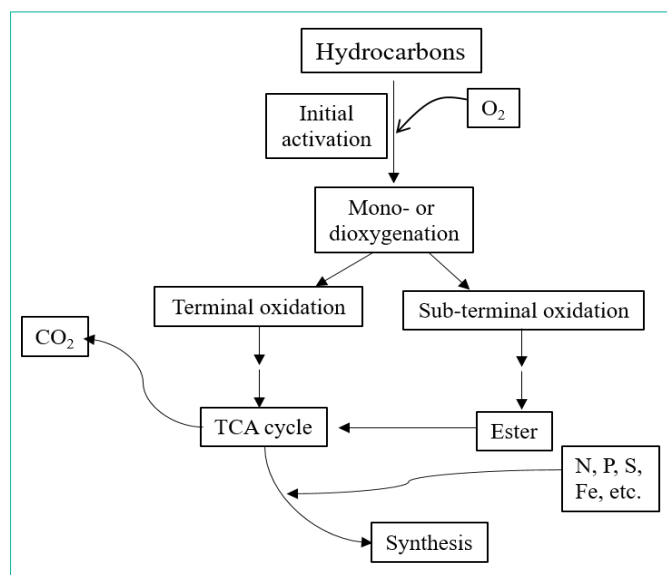 Hydrocarbons
Initial
activation
O₂
Mono- or
dioxygenation
Terminal oxidation
Sub-terminal oxidation
CO₂
TCA cycle
Ester
N, P, S,
Fe, etc.
Synthesis